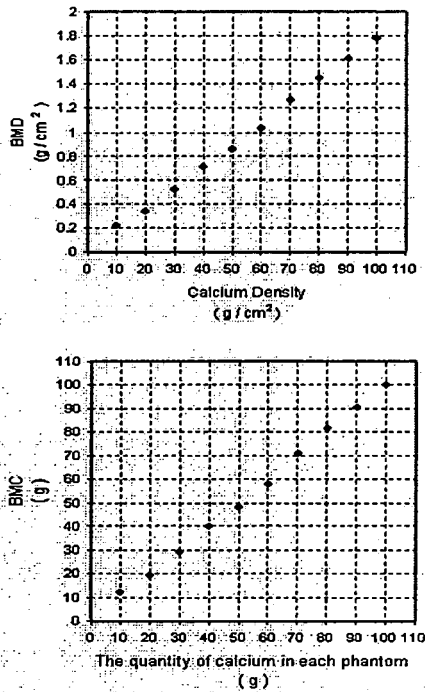 2
1.8
1.6
1.4
1.2
1
0.8
0.6
0.4
0.2
0
BMD
(g/cm²)
0 10 20 30 40 50 60 70 80 90 100 110
Calcium Density
(g/cm²)
110
100
90
80
70
60
50
40
30
20
10
0
BMC
(g)
0 10 20 30 40 50 60 70 80 90 100 110
The quantity of calcium in each phantom
(g)